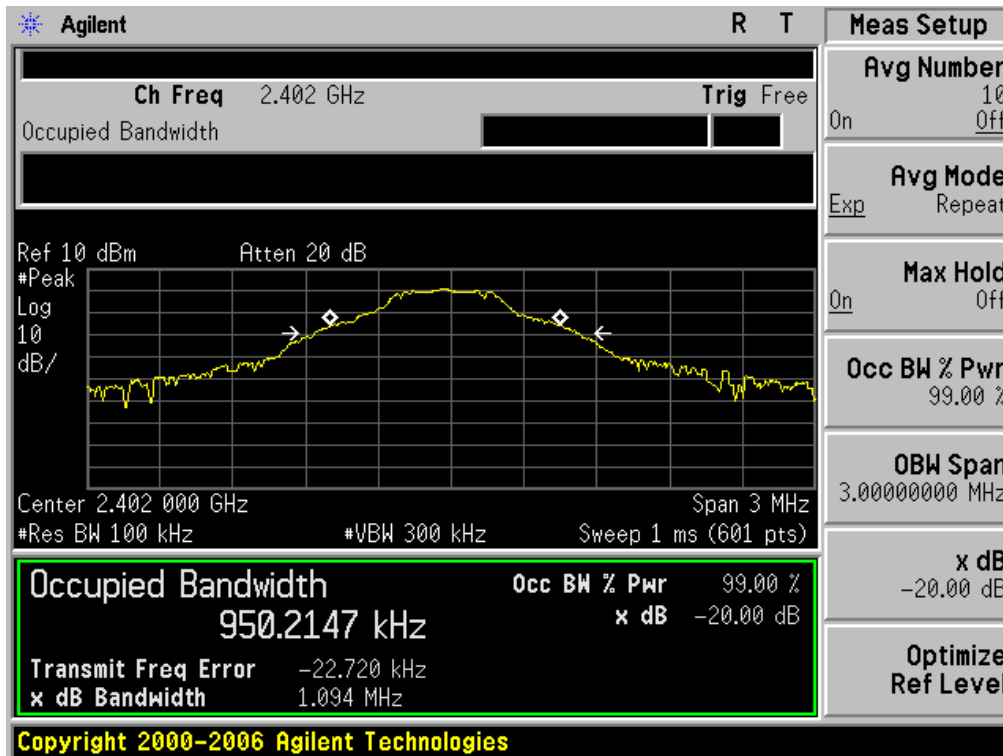 Agilent R T
Ch Freq 2.402 GHz Trig Free
Occupied Bandwidth
Ref 10 dBm Atten 20 dB
#Peak
Log
10
dB/
Center 2.402 000 GHz Span 3 MHz
#Res BW 100 kHz #VBW 300 kHz Sweep 1 ms (601 pts)
Occupied Bandwidth Occ BW % Pwr 99.00 %
950.2147 kHz x dB -20.00 dB
Transmit Freq Error -22.720 kHz
x dB Bandwidth 1.094 MHz
Copyright 2000-2006 Agilent Technologies
Meas Setup
Avg Number
10
On Off
Avg Mode
Exp Repeat
Max Hold
On Off
Occ BW % Pwr
99.00 %
OBW Span
3.00000000 MHz
x dB
-20.00 dB
Optimize
Ref Level